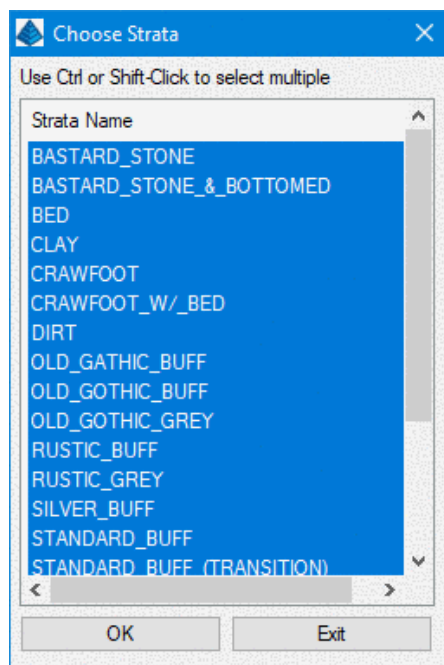 Choose Strata
Use Ctrl or Shift-Click to select multiple
Strata Name
BASTARD_STONE
BASTARD_STONE_&_BOTTOMED
BED
CLAY
CRAWFOOT
CRAWFOOT_W/_BED
DIRT
OLD_GATHIC_BUFF
OLD_GOTHIC_BUFF
OLD_GOTHIC_GREY
RUSTIC_BUFF
RUSTIC_GREY
SILVER_BUFF
STANDARD_BUFF
STANDARD_BUFF_(TRANSITION)
OK Exit